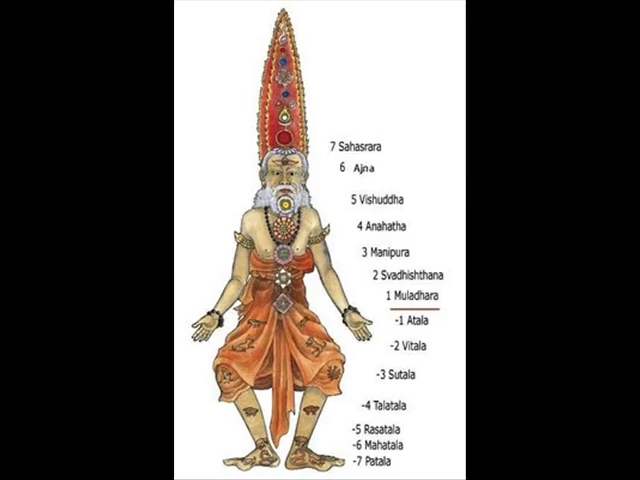 7 Sahasrara
6 Ajna
5 Vishuddha
4 Anahatha
3 Manipura
2 Svadhishthana
1 Muladhara
-1 Atala
-2 Vitala
-3 Sutala
-4 Talatala
-5 Rasatala
-6 Mahatala
-7 Patala